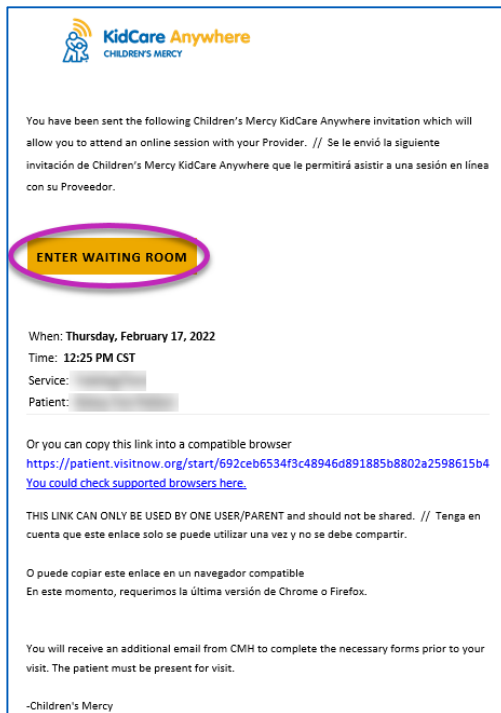 KidCare Anywhere
CHILDREN'S MERCY
You have been sent the following Children's Mercy KidCare Anywhere invitation which will
allow you to attend an online session with your Provider. // Se le envió la siguiente
invitación de Children's Mercy KidCare Anywhere que le permitirá asistir a una sesión en línea
con su Proveedor.
ENTER WAITING ROOM
When: Thursday, February 17, 2022
Time: 12:25 PM CST
Service:
Patient:
Or you can copy this link into a compatible browser
https://patient.visitnow.org/start/692ceb6534f3c48946d891885b8802a2598615b4
You could check supported browsers here.
THIS LINK CAN ONLY BE USED BY ONE USER/PARENT and should not be shared. // Tenga en
cuenta que este enlace solo se puede utilizar una vez y no se debe compartir.
O puede copiar este enlace en un navegador compatible
En este momento, requerimos la última versión de Chrome o Firefox.
You will receive an additional email from CMH to complete the necessary forms prior to your
visit. The patient must be present for visit.
-Children's Mercy